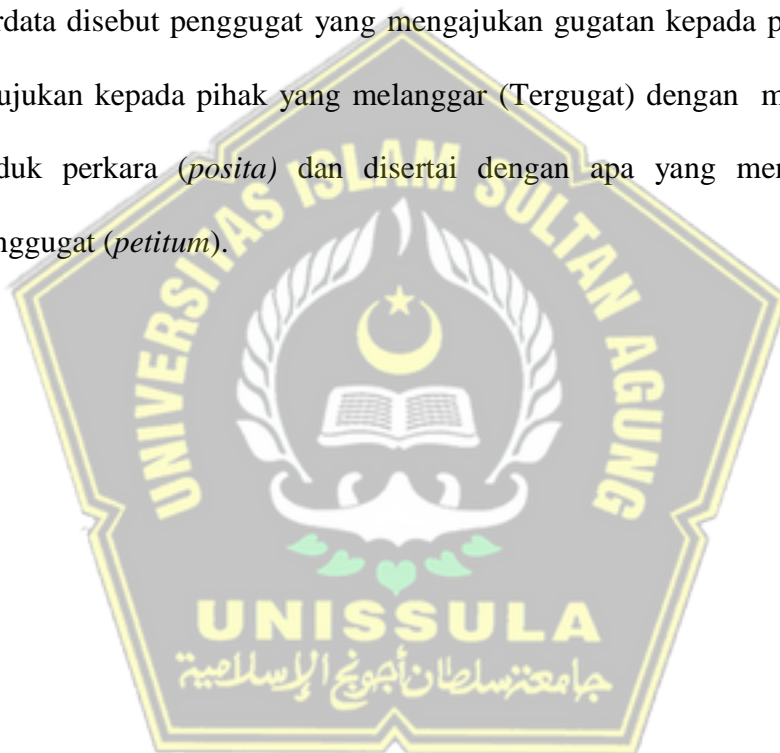 rdata disebut penggugat yang mengajukan gugatan kepada p
ujukan kepada pihak yang melanggar (Tergugat) dengan m
duk perkara (posita) dan disertai dengan apa yang me
nggugat (petitum).
UNIVERSITAS ISLAM SULTAN AGUNG
UNISSULA
جامعة سلطان أجونج الإسلامية